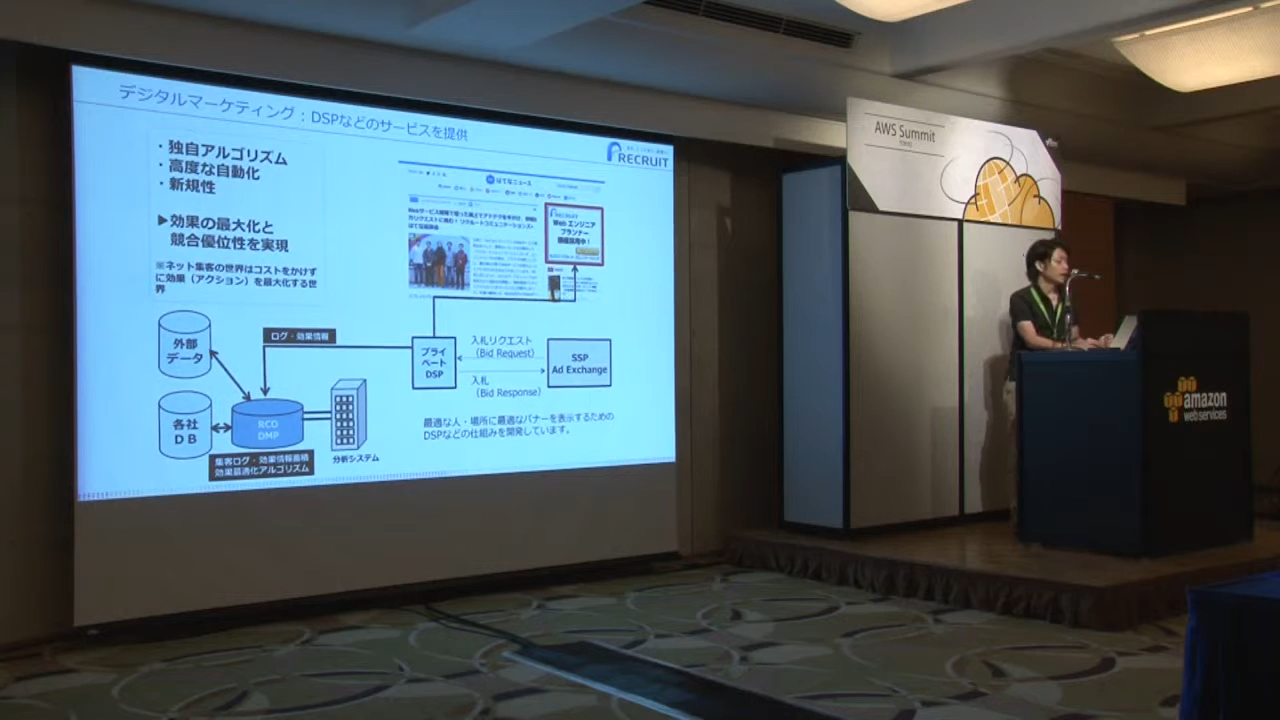 デジタルマーケティング：DSPなどのサービスを提供
RECRUIT
・独自アルゴリズム
・高度な自動化
・新規性
▶効果の最大化と
競合優位性を実現
※ネット集客の世界はコストをかけず
に効果（アクション）を最大化する世
界
はてなニュース
RECRUIT
Web エンジニア
プランナー
積極採用中！
外部
データ
ログ・効果情報
プライ
ベート
DSP
入札リクエスト
（Bid Request）
入札
（Bid Response）
SSP
Ad Exchange
各社
ＤＢ
RCO
DMP
集客ログ・効果情報蓄積
効果最適化アルゴリズム
分析システム
最適な人・場所に最適なバナーを表示するための
DSPなどの仕組みを開発しています。
AWS Summit
TOKYO
amazon
web services